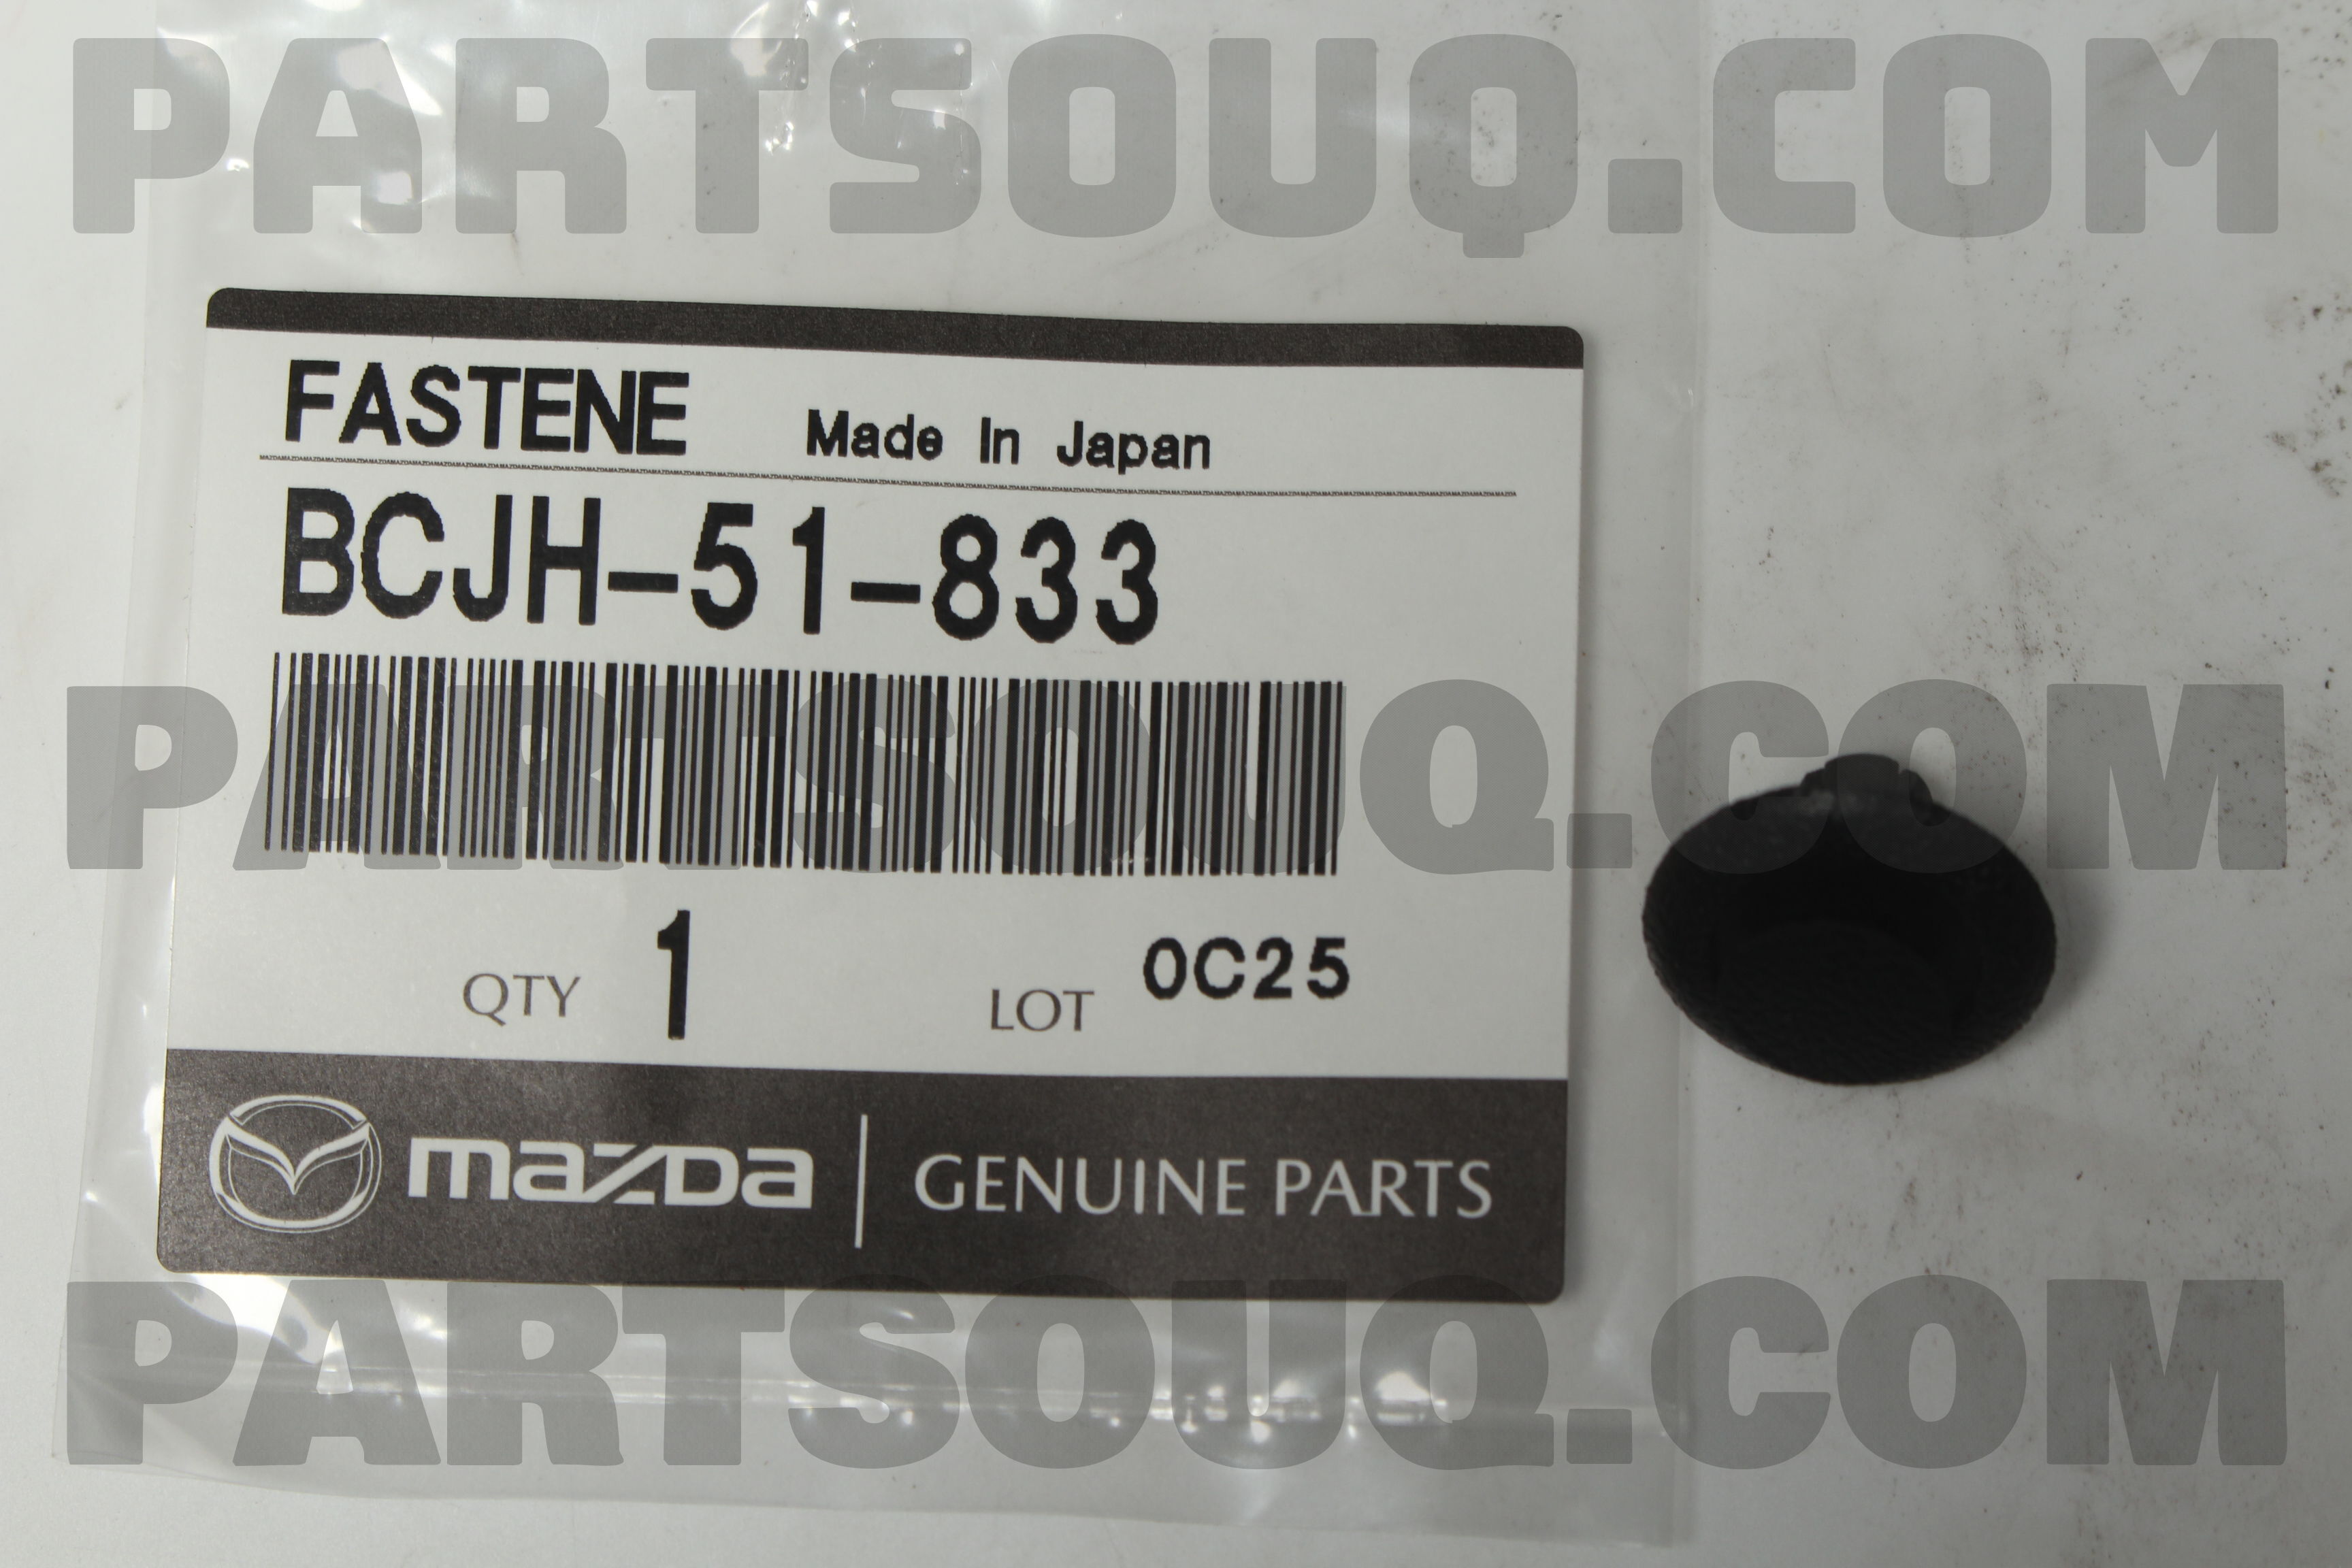 PARTSOUQ.COM
FASTENE Made In Japan
BCJH-51-833
PARTSOUQ.COM
QTY 1 LOT 0C25
mazda GENUINE PARTS
PARTSOUQ.COM